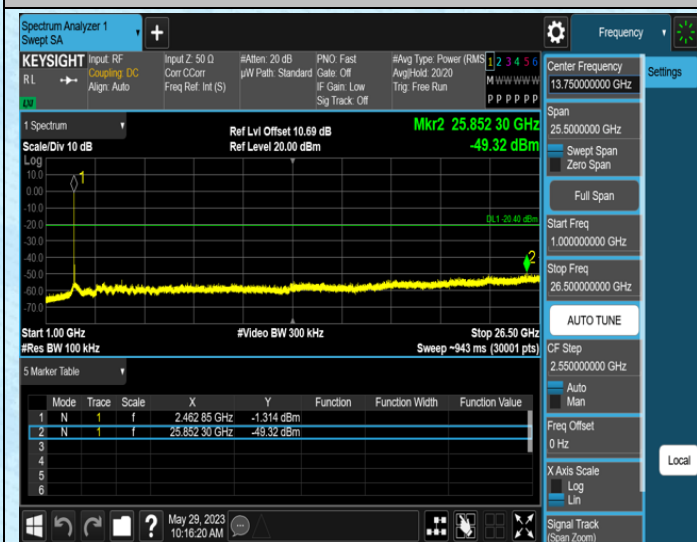 Spectrum Analyzer 1
Swept SA
+
KEYSIGHT
RL
LW
Input: RF
Coupling: DC
Align: Auto
Input Z: 50 Ω
Corr CCorr
Freq Ref: Int (S)
#Atten: 20 dB
µW Path: Standard
PNO: Fast
Gate: Off
IF Gain: Low
Sig Track: Off
#Avg Type: Power (RMS
Avg|Hold: 20/20
Trig: Free Run
1 2 3 4 5 6
M W W W W W
P P P P P P
1 Spectrum
Scale/Div 10 dB
Ref Lvl Offset 10.69 dB
Ref Level 20.00 dBm
Mkr2 25.852 30 GHz
-49.32 dBm
Log
10.0
0.00
-10.0
-20.0
-30.0
-40.0
-50.0
-60.0
-70.0
1
DL1 -20.40 dBm
2
Start 1.00 GHz
#Res BW 100 kHz
#Video BW 300 kHz
Stop 26.50 GHz
Sweep ~943 ms (30001 pts)
5 Marker Table
Mode Trace Scale X Y Function Function Width Function Value
1 N 1 f 2.462 85 GHz -1.314 dBm
2 N 1 f 25.852 30 GHz -49.32 dBm
3
4
5
6
?
May 29, 2023
10:16:20 AM
Frequency
Settings
Center Frequency
13.750000000 GHz
Span
25.5000000 GHz
Swept Span
Zero Span
Full Span
Start Freq
1.000000000 GHz
Stop Freq
26.500000000 GHz
AUTO TUNE
CF Step
2.550000000 GHz
Auto
Man
Freq Offset
0 Hz
X Axis Scale
Log
Lin
Signal Track
(Span Zoom)
Local